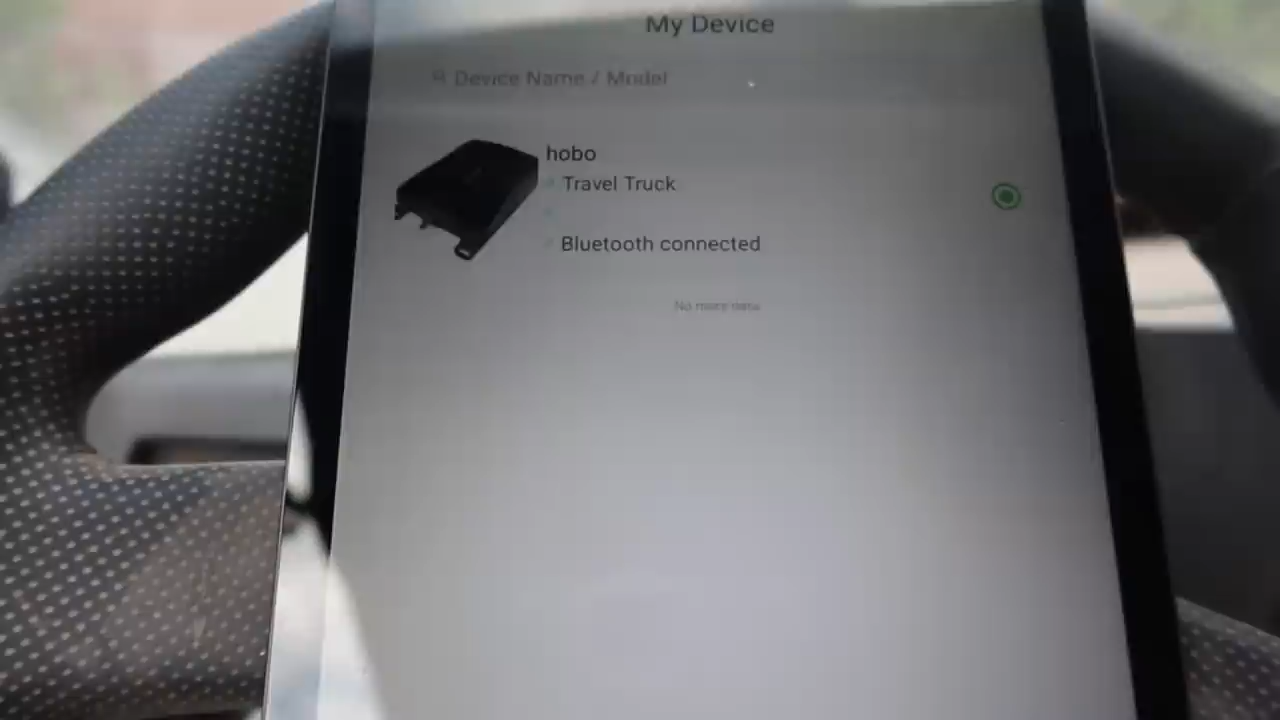 My Device
Device Name / Model
hobo
Travel Truck
Bluetooth connected
No more data